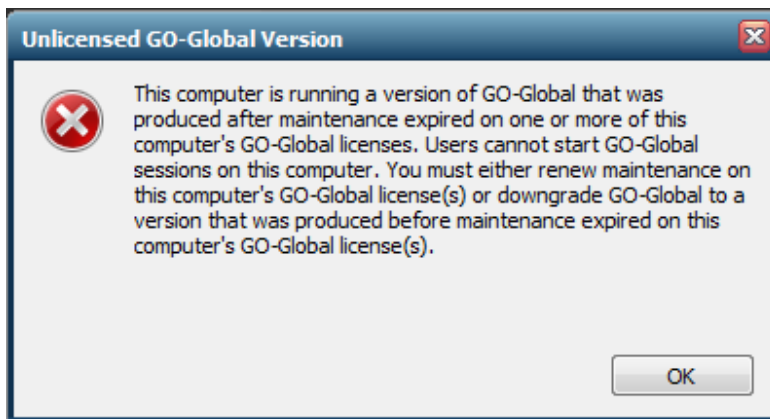 Unlicensed GO-Global Version
This computer is running a version of GO-Global that was
produced after maintenance expired on one or more of this
computer's GO-Global licenses. Users cannot start GO-Global
sessions on this computer. You must either renew maintenance on
this computer's GO-Global license(s) or downgrade GO-Global to a
version that was produced before maintenance expired on this
computer's GO-Global license(s).
OK